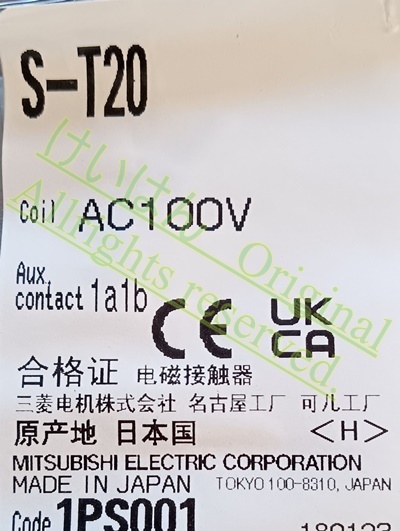 S-T20
Coil AC100V
Aux.
contact 1a1b
CE UK
CA
合格证 电磁接触器
三菱电机株式会社 名古屋工厂 可儿工厂
原产地 日本国 <H>
MITSUBISHI ELECTRIC CORPORATION
MADE IN JAPAN TOKYO 100-8310, JAPAN
Code 1PS001
けいけん Original
All rights reserved.